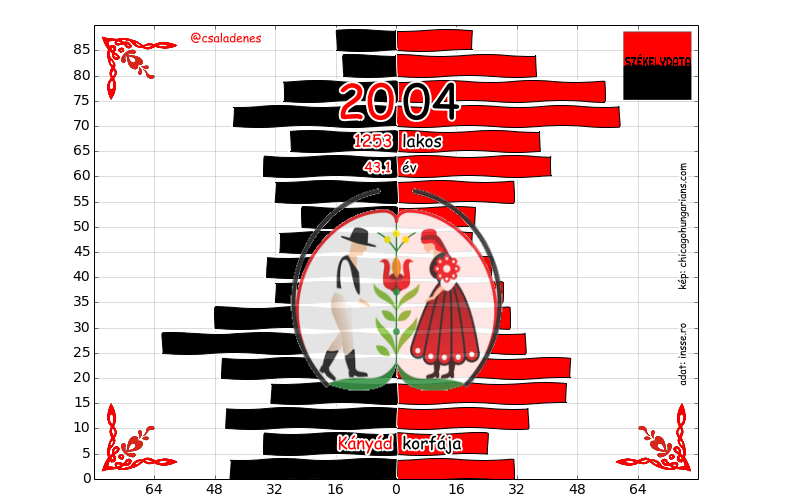 @csaladenes
SZÉKELYDATA
2004
1253 lakos
43.1 év
kép: chicagohungarians.com
adat: insse.ro
Kányád korfája
85
80
75
70
65
60
55
50
45
40
35
30
25
20
15
10
5
0
64 48 32 16 0 16 32 48 64